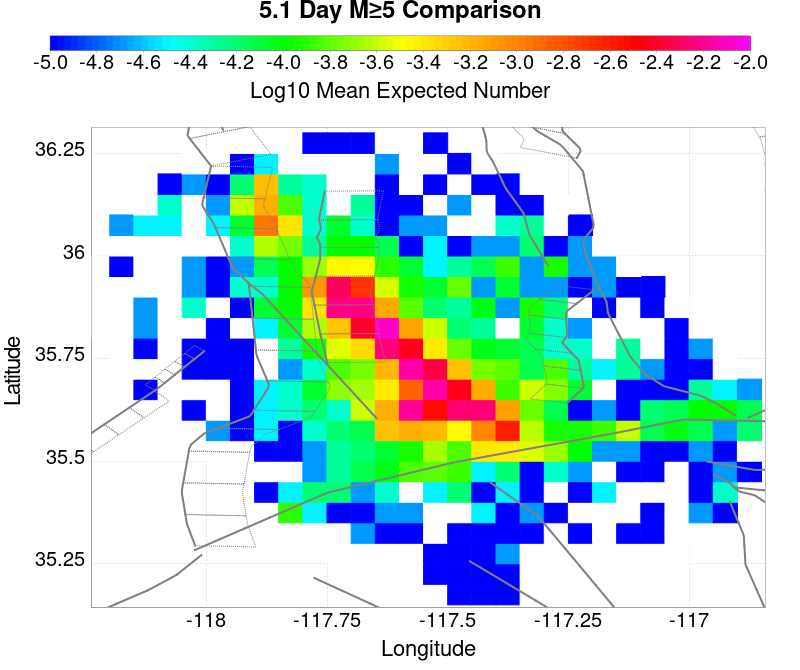 5.1 Day M≥5 Comparison
-5.0 -4.8 -4.6 -4.4 -4.2 -4.0 -3.8 -3.6 -3.4 -3.2 -3.0 -2.8 -2.6 -2.4 -2.2 -2.0
Log10 Mean Expected Number
36.25
36
35.75
35.5
35.25
Latitude
-118 -117.75 -117.5 -117.25 -117
Longitude